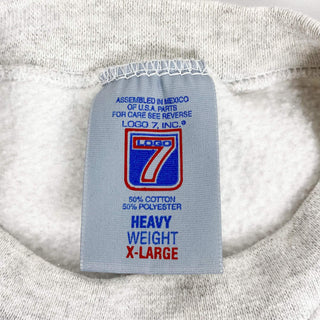 ASSEMBLED IN MEXICO
OF U.S.A. PARTS
FOR CARE SEE REVERSE
LOGO 7, INC.®
LOGO
7
50% COTTON
50% POLYESTER
HEAVY
WEIGHT
X-LARGE